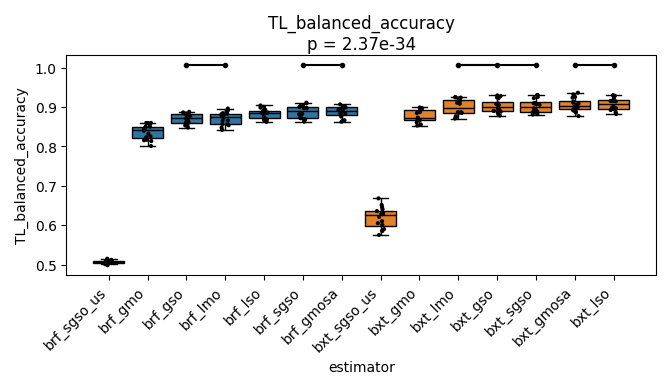 TL_balanced_accuracy
p = 2.37e-34
TL_balanced_accuracy
1.0
0.9
0.8
0.7
0.6
0.5
brf_sgso_us
brf_gmo
brf_gso
brf_lmo
brf_lso
brf_sgso
brf_gmosa
bxt_sgso_us
bxt_gmo
bxt_lmo
bxt_gso
bxt_sgso
bxt_gmosa
bxt_lso
estimator